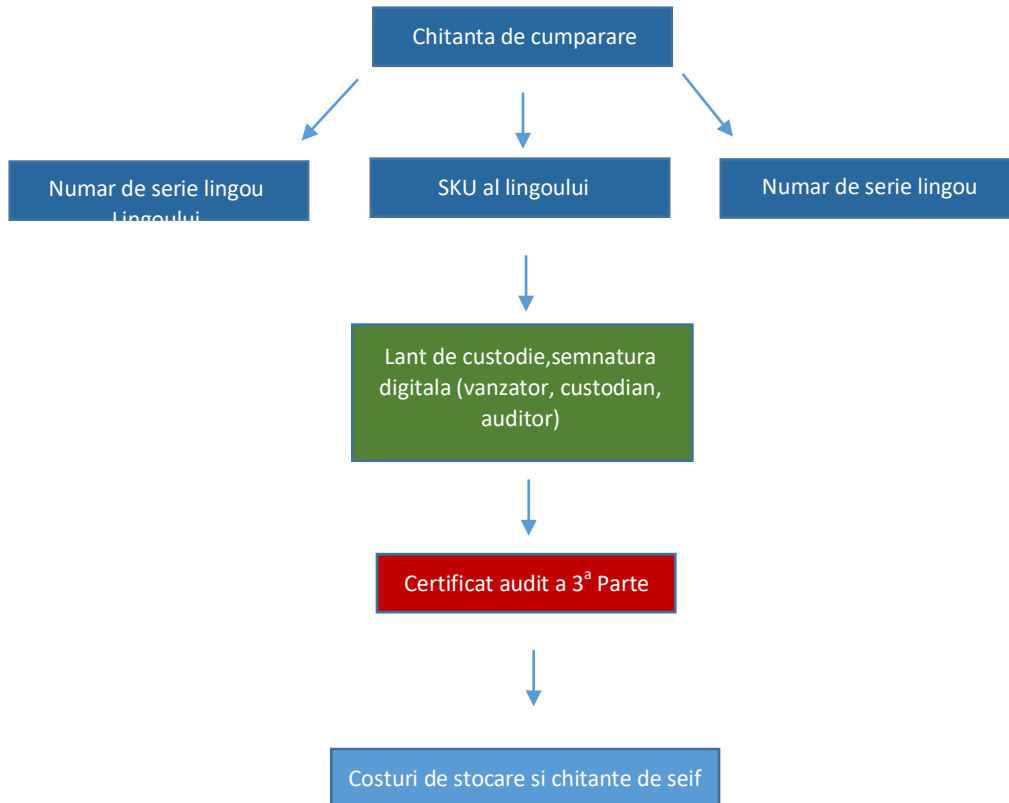 Chitanta de cumparare
Numar de serie lingou
Lingoului
SKU al lingoului
Numar de serie lingou
Lant de custodie,semnatura
digitala (vanzator, custodian,
auditor)
Certificat audit a 3ª Parte
Costuri de stocare si chitante de seif